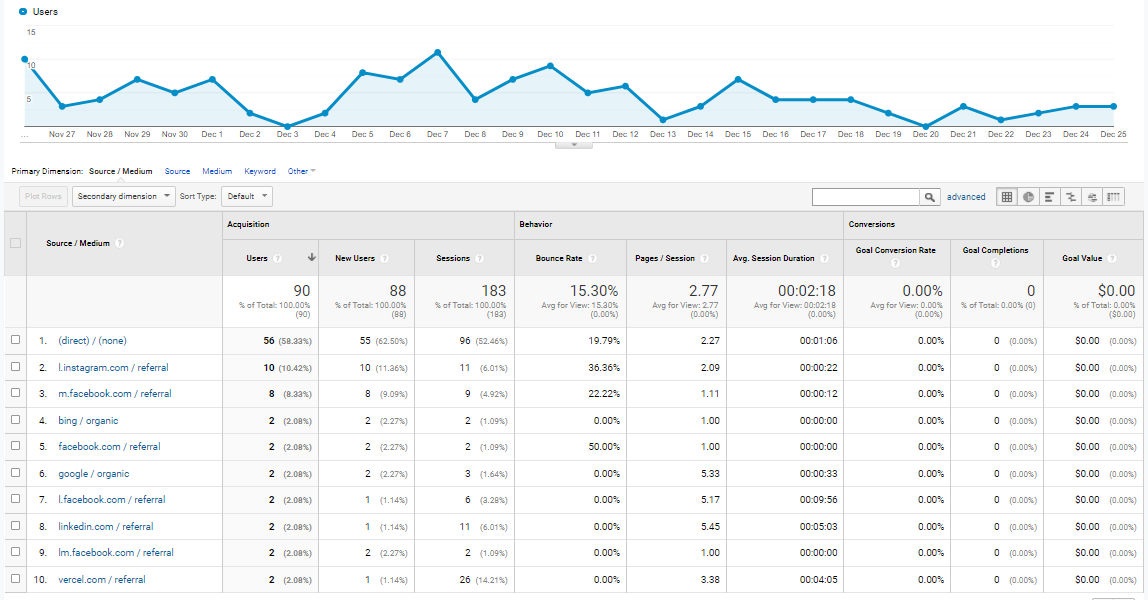 Users
15
10
5
... Nov 27 Nov 28 Nov 29 Nov 30 Dec 1 Dec 2 Dec 3 Dec 4 Dec 5 Dec 6 Dec 7 Dec 8 Dec 9 Dec 10 Dec 11 Dec 12 Dec 13 Dec 14 Dec 15 Dec 16 Dec 17 Dec 18 Dec 19 Dec 20 Dec 21 Dec 22 Dec 23 Dec 24 Dec 25
Primary Dimension: Source / Medium Source Medium Keyword Other
Plot Rows Secondary dimension Sort Type: Default advanced
Source / Medium ? Acquisition Behavior Conversions
Users ? New Users ? Sessions ? Bounce Rate ? Pages / Session ? Avg. Session Duration ? Goal Conversion Rate ? Goal Completions ? Goal Value ?
90 88 183 15.30% 2.77 00:02:18 0.00% 0 $0.00
% of Total: 100.00% % of Total: 100.00% % of Total: 100.00% Avg for View: 15.30% Avg for View: 2.77 Avg for View: 00:02:18 Avg for View: 0.00% % of Total: 0.00% (0) % of Total: 0.00%
(90) (88) (183) (0.00%) (0.00%) (0.00%) (0.00%) ($0.00)
1. (direct) / (none) 56 (58.33%) 55 (62.50%) 96 (52.46%) 19.79% 2.27 00:01:06 0.00% 0 (0.00%) $0.00 (0.00%)
2. l.instagram.com / referral 10 (10.42%) 10 (11.36%) 11 (6.01%) 36.36% 2.09 00:00:22 0.00% 0 (0.00%) $0.00 (0.00%)
3. m.facebook.com / referral 8 (8.33%) 8 (9.09%) 9 (4.92%) 22.22% 1.11 00:00:12 0.00% 0 (0.00%) $0.00 (0.00%)
4. bing / organic 2 (2.08%) 2 (2.27%) 2 (1.09%) 0.00% 1.00 00:00:00 0.00% 0 (0.00%) $0.00 (0.00%)
5. facebook.com / referral 2 (2.08%) 2 (2.27%) 2 (1.09%) 50.00% 1.00 00:00:00 0.00% 0 (0.00%) $0.00 (0.00%)
6. google / organic 2 (2.08%) 2 (2.27%) 3 (1.64%) 0.00% 5.33 00:00:33 0.00% 0 (0.00%) $0.00 (0.00%)
7. l.facebook.com / referral 2 (2.08%) 1 (1.14%) 6 (3.28%) 0.00% 5.17 00:09:56 0.00% 0 (0.00%) $0.00 (0.00%)
8. linkedin.com / referral 2 (2.08%) 1 (1.14%) 11 (6.01%) 0.00% 5.45 00:05:03 0.00% 0 (0.00%) $0.00 (0.00%)
9. lm.facebook.com / referral 2 (2.08%) 2 (2.27%) 2 (1.09%) 0.00% 1.00 00:00:00 0.00% 0 (0.00%) $0.00 (0.00%)
10. vercel.com / referral 2 (2.08%) 1 (1.14%) 26 (14.21%) 0.00% 3.38 00:04:05 0.00% 0 (0.00%) $0.00 (0.00%)